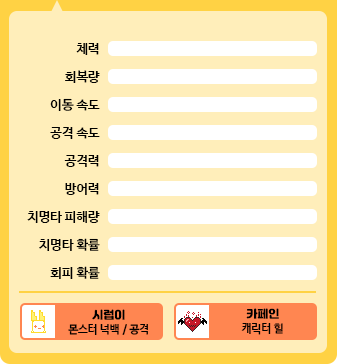 체력
회복량
이동 속도
공격 속도
공격력
방어력
치명타 피해량
치명타 확률
회피 확률
시럽이
몬스터 넉백 / 공격
카페인
캐릭터 힐